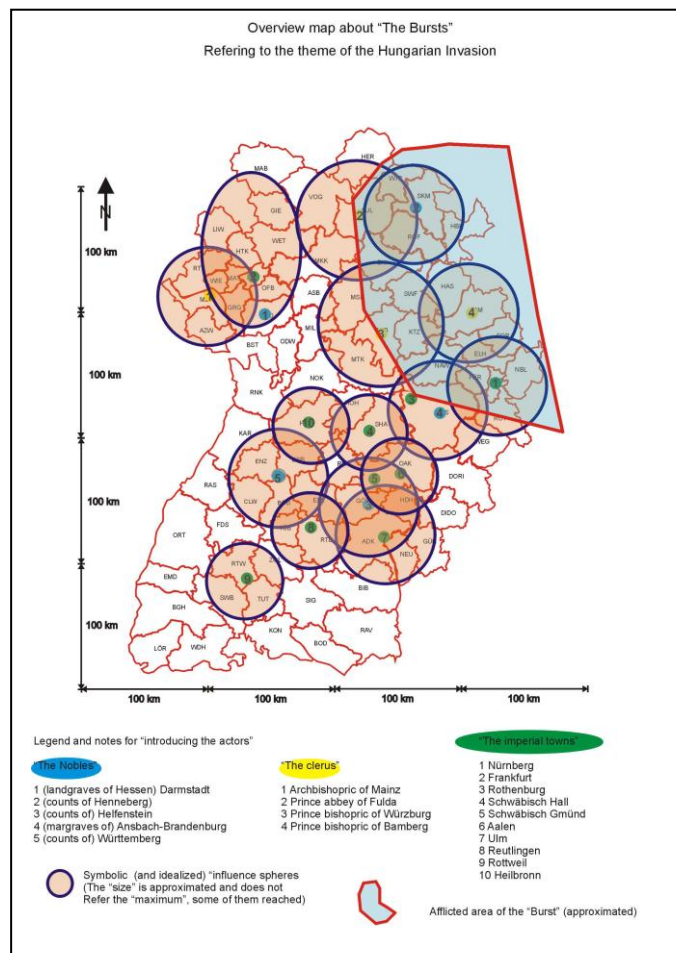 Overview map about “The Bursts”
Refering to the theme of the Hungarian Invasion
HER
MAB
VOG
SKM
GIE
LIW
WET
HTK
100 km
MKK
RT
WIE
OFB
ASB
MS
SWF
HAS
GRG
AZW
MIL
KTZ
BST
ODW
MTK
ELH
100 km
NOK
NSL
RNK
SHA
KAR
ENZ
OAK
DORI
RAS
CLW
DIDO
100 km
FDS
HDH
ORT
RTL
ADK
NEU
GÜ
EMD
RTW
BIB
BGH
SWB
TUT
SIG
100 km
KON
RAV
LÖR
WDH
BOD
100 km
100 km
100 km
100 km
Legend and notes for “introducing the actors”
“The Nobles”
1 (landgraves of Hessen) Darmstadt
2 (counts of Henneberg)
3 (counts of) Helfenstein
4 (margraves of) Ansbach-Brandenburg
5 (counts of) Württemberg
“The clerus”
1 Archbishopric of Mainz
2 Prince abbey of Fulda
3 Prince bishopric of Würzburg
4 Prince bishopric of Bamberg
“The imperial towns”
1 Nürnberg
2 Frankfurt
3 Rothenburg
4 Schwäbisch Hall
5 Schwäbisch Gmünd
6 Aalen
7 Ulm
8 Reutlingen
9 Rottweil
10 Heilbronn
Symbolic (and idealized) “influence spheres
(The “size” is approximated and does not
Refer the “maximum”, some of them reached)
Afflicted area of the “Burst” (approximated)